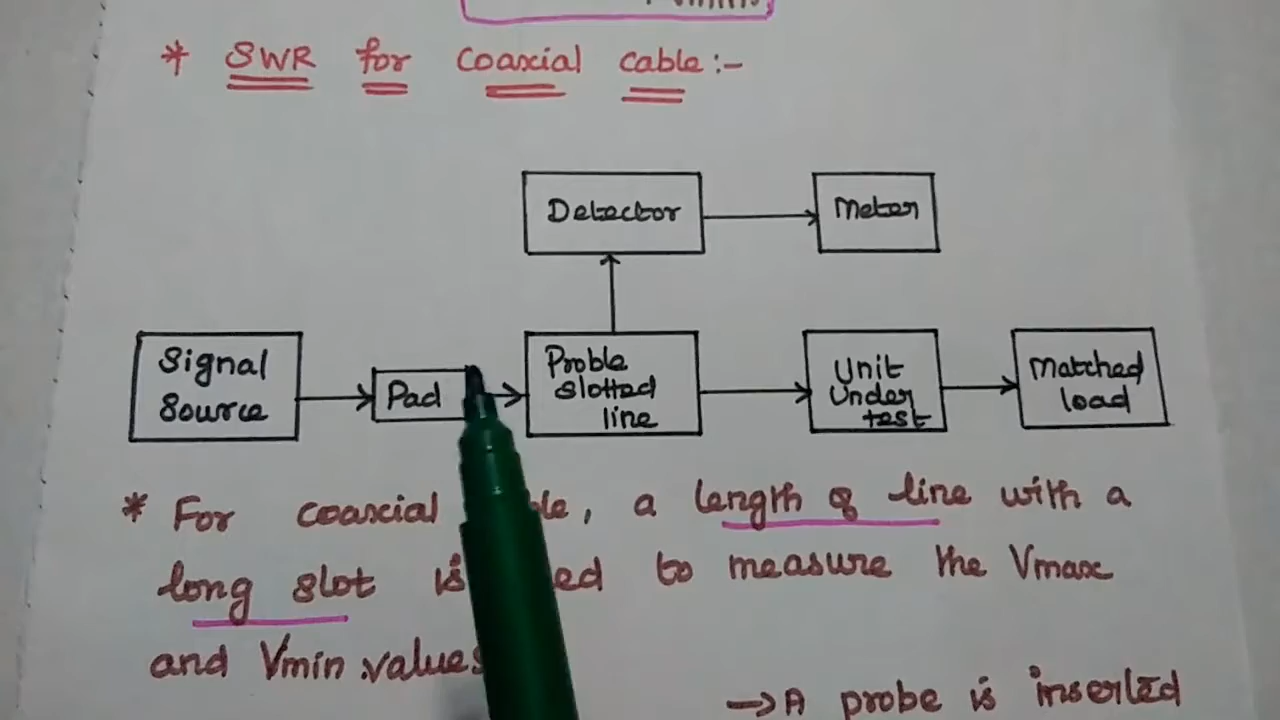 * SWR for coaxial cable:-
Detector
Meter
Signal
Source
Pad
Proble
slotted
line
Unit
Under
test
Matched
load
* For coaxial , a length of line with a
long slot is to measure the Vmax
and Vmin values
→ A probe is inserted